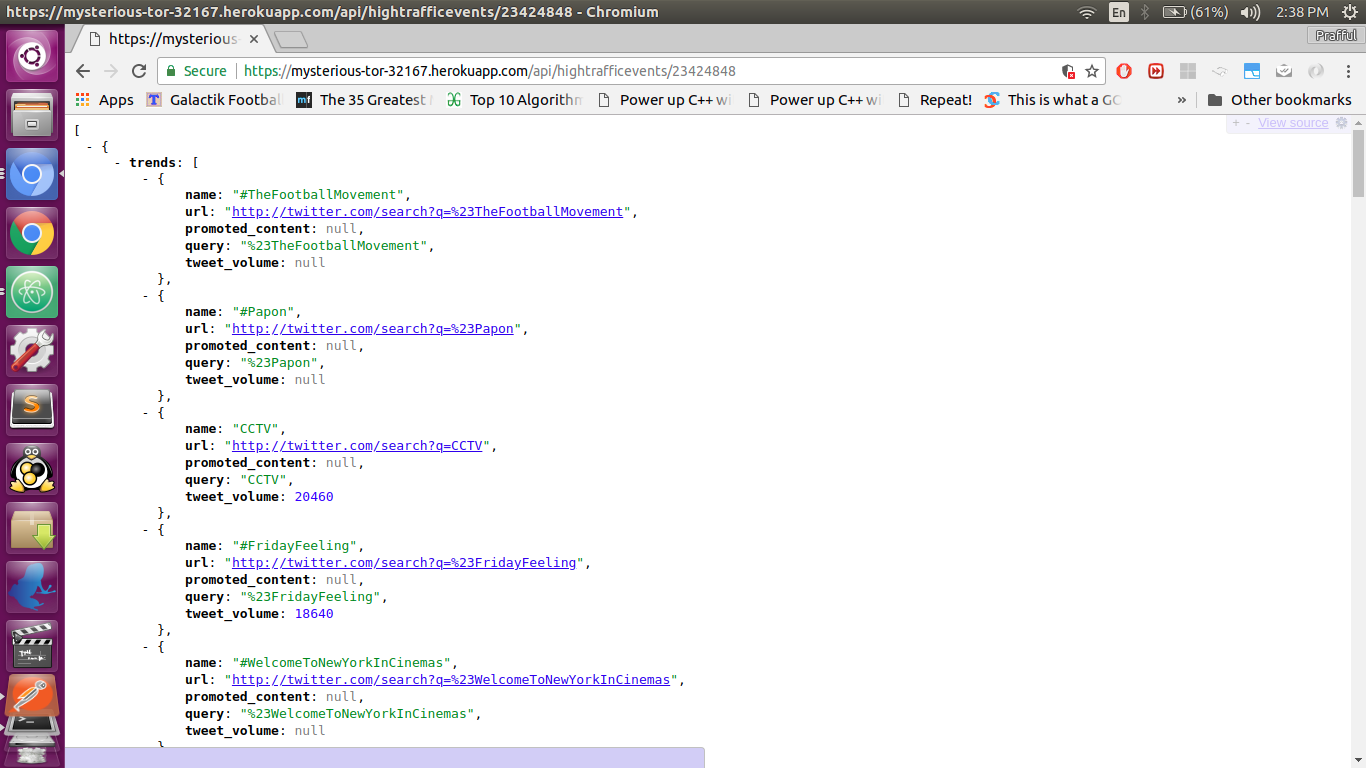 https://mysterious-tor-32167.herokuapp.com/api/hightrafficevents/23424848 - Chromium
En
(61%)
2:38 PM
https://mysterious-
Prafful
Secure
https://mysterious-tor-32167.herokuapp.com/api/hightrafficevents/23424848
Apps
Galactik Footbal
The 35 Greatest
Top 10 Algorithm
Power up C++ wi
Power up C++ wi
Repeat!
This is what a GC
»
Other bookmarks
+ - View source
[
- {
- trends: [
- {
name: "#TheFootballMovement",
url: "http://twitter.com/search?q=%23TheFootballMovement",
promoted_content: null,
query: "%23TheFootballMovement",
tweet_volume: null
},
- {
name: "#Papon",
url: "http://twitter.com/search?q=%23Papon",
promoted_content: null,
query: "%23Papon",
tweet_volume: null
},
- {
name: "CCTV",
url: "http://twitter.com/search?q=CCTV",
promoted_content: null,
query: "CCTV",
tweet_volume: 20460
},
- {
name: "#FridayFeeling",
url: "http://twitter.com/search?q=%23FridayFeeling",
promoted_content: null,
query: "%23FridayFeeling",
tweet_volume: 18640
},
- {
name: "#WelcomeToNewYorkInCinemas",
url: "http://twitter.com/search?q=%23WelcomeToNewYorkInCinemas",
promoted_content: null,
query: "%23WelcomeToNewYorkInCinemas",
tweet_volume: null
}